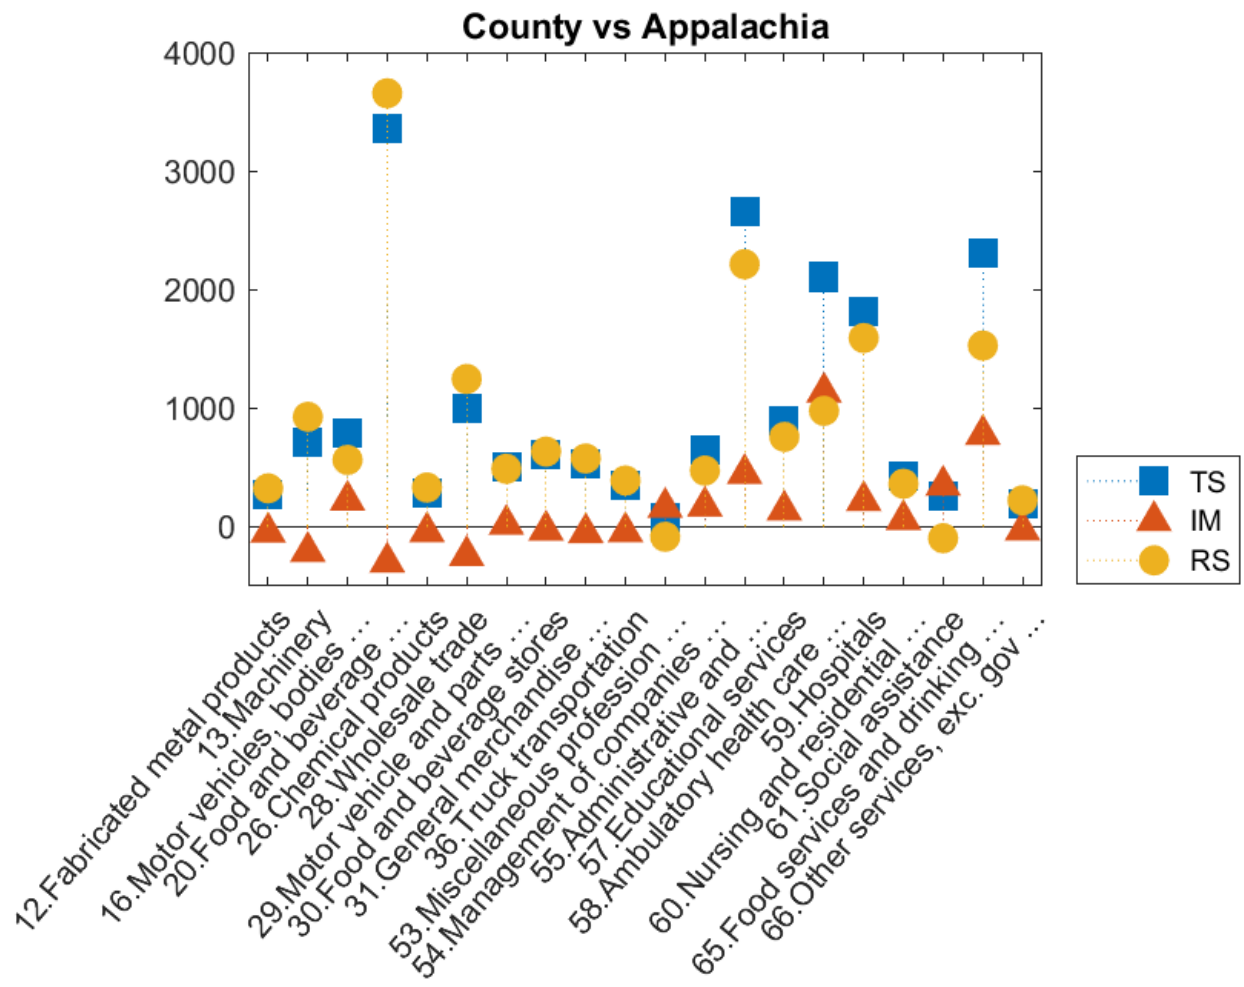 County vs Appalachia
4000
3000
2000
1000
0
TS
IM
RS
12.Fabricated metal products
13.Machinery
16.Motor vehicles, bodies ...
20.Food and beverage ...
26. Chemical products
28. Wholesale trade
29.Motor vehicle and parts ...
30.Food and beverage stores
31.General merchandise ...
36.Truck transportation
53.Miscellaneous profession ...
54.Management of companies ...
55.Administrative and ...
57.Educational services
58.Ambulatory health care ...
59.Hospitals
60.Nursing and residential ...
61.Social assistance
65.Food services and drinking ...
66.Other services, exc. gov ...